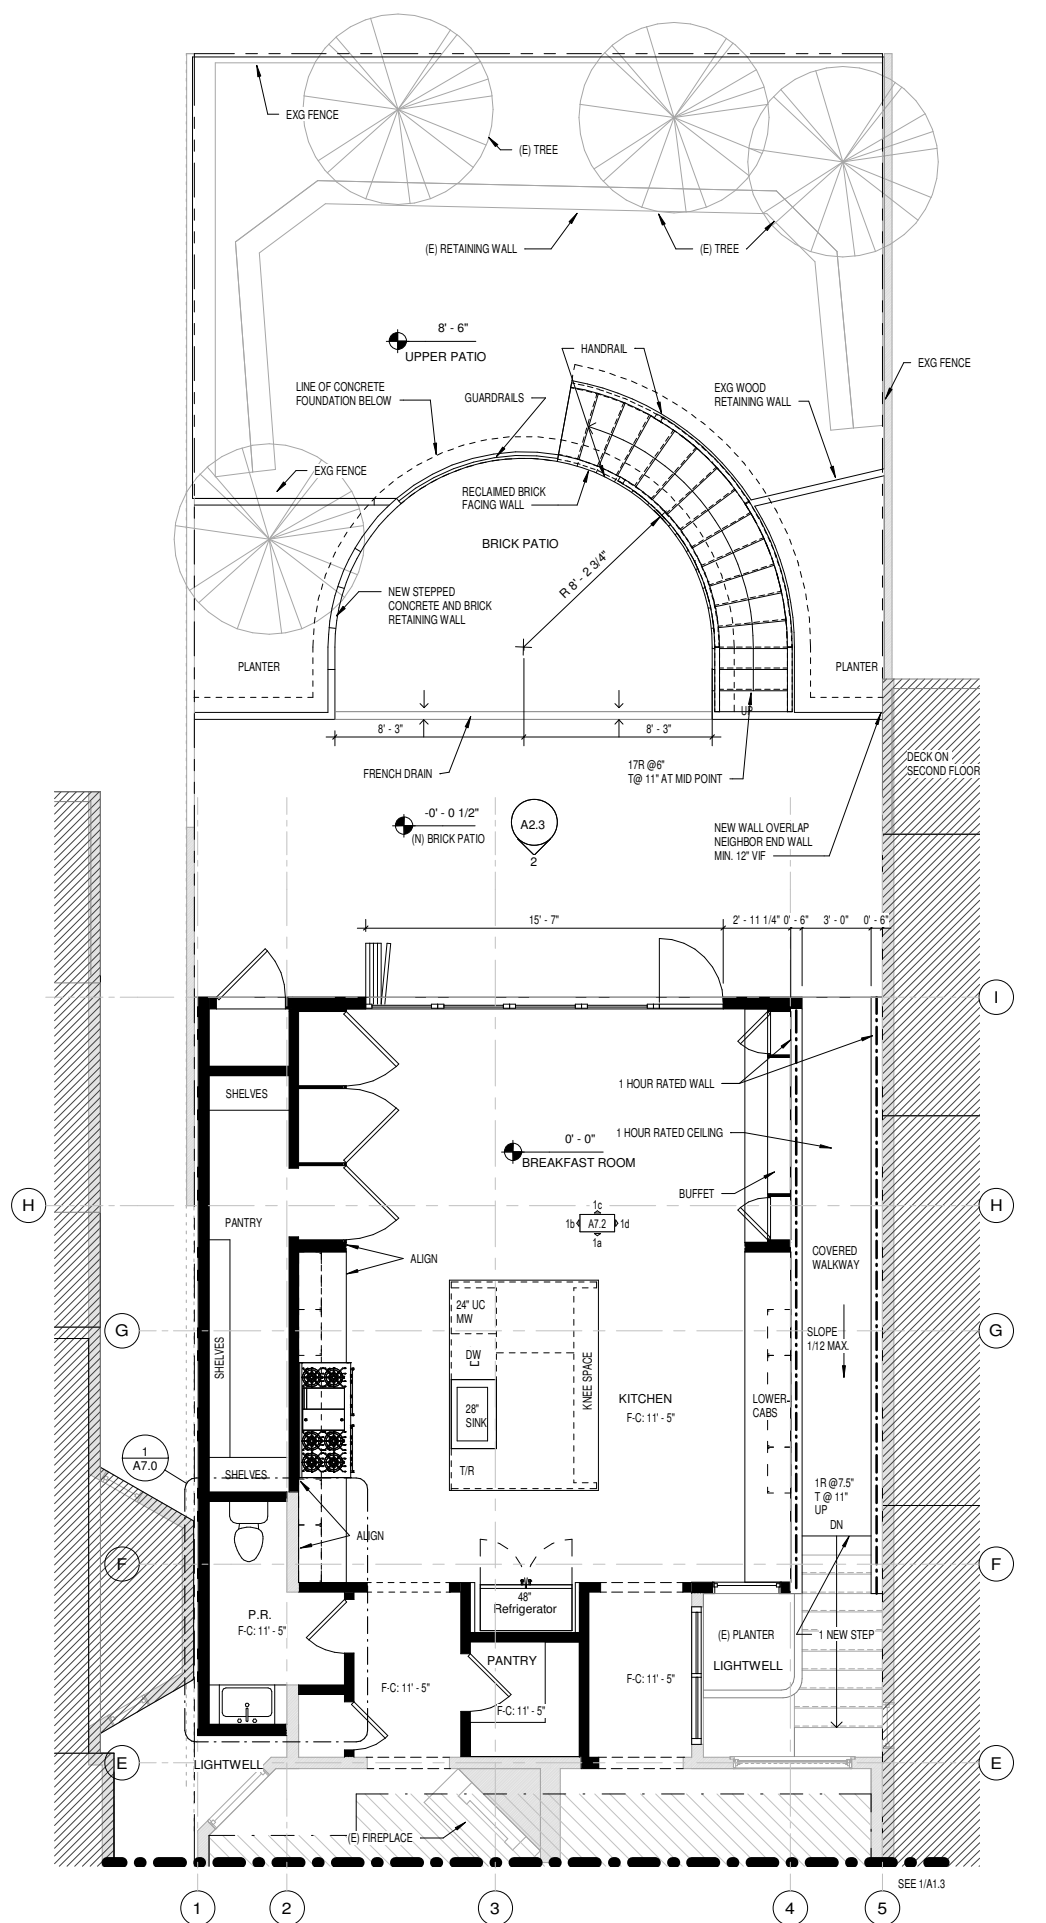 EXG FENCE
(E) TREE
(E) RETAINING WALL
(E) TREE
8' - 6"
UPPER PATIO
HANDRAIL
EXG FENCE
LINE OF CONCRETE
FOUNDATION BELOW
GUARDRAILS
EXG WOOD
RETAINING WALL
EXG FENCE
RECLAIMED BRICK
FACING WALL
BRICK PATIO
R 8' - 2 3/4"
NEW STEPPED
CONCRETE AND BRICK
RETAINING WALL
PLANTER
PLANTER
UP
8' - 3"
8' - 3"
FRENCH DRAIN
17R @6"
T@ 11" AT MID POINT
DECK ON
SECOND FLOOR
-0' - 0 1/2"
(N) BRICK PATIO
A2.3
2
NEW WALL OVERLAP
NEIGHBOR END WALL
MIN. 12" VIF
15' - 7"
2' - 11 1/4"
0' - 6"
3' - 0"
0' - 6"
I
SHELVES
1 HOUR RATED WALL
1 HOUR RATED CEILING
0' - 0"
BREAKFAST ROOM
BUFFET
H
H
PANTRY
1c
1b
A7.2
1d
1a
ALIGN
COVERED
WALKWAY
24" UC
MW
G
G
SLOPE
1/12 MAX.
DW
SHELVES
KNEE SPACE
KITCHEN
F-C: 11' - 5"
LOWER
CABS
28"
SINK
1
A7.0
T/R
SHELVES
1R @7.5"
T @ 11"
UP
DN
ALIGN
F
F
48"
Refrigerator
P.R.
F-C: 11' - 5"
(E) PLANTER
1 NEW STEP
LIGHTWELL
PANTRY
F-C: 11' - 5"
F-C: 11' - 5"
F-C: 11' - 5"
E
LIGHTWELL
E
(E) FIREPLACE
SEE 1/A1.3
1
2
3
4
5